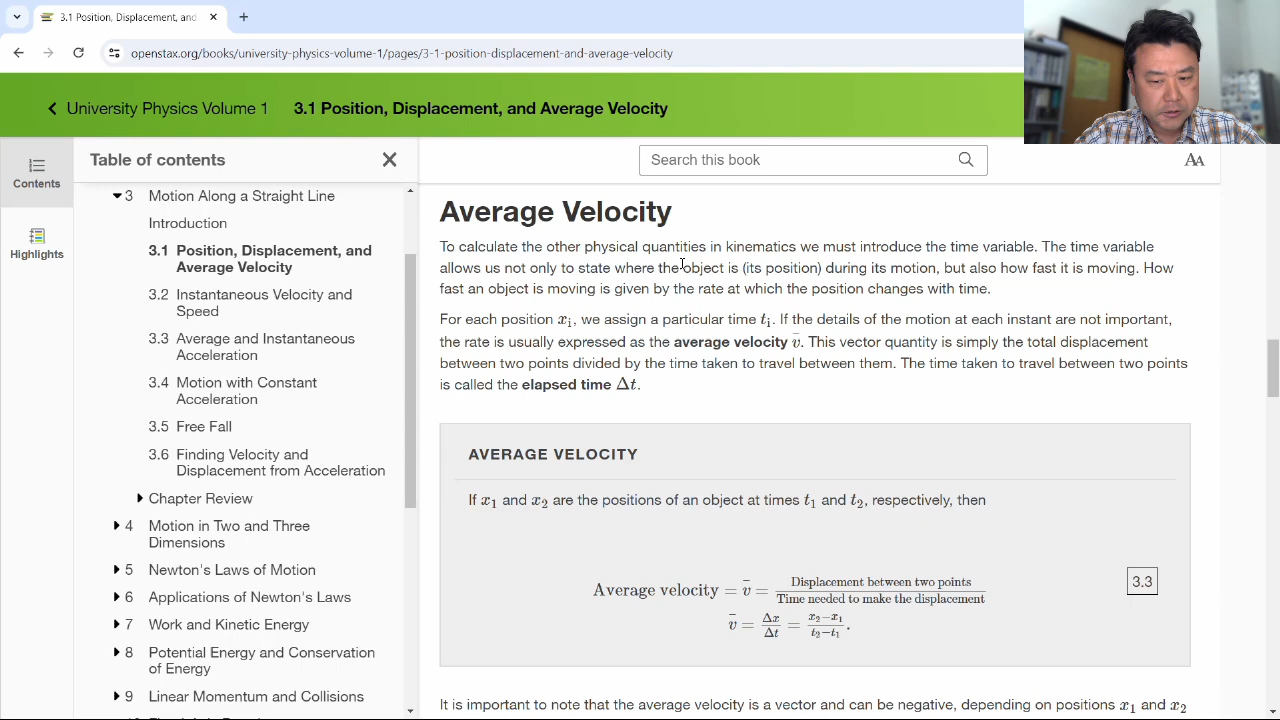 3.1 Position, Displacement, and
openstax.org/books/university-physics-volume-1/pages/3-1-position-displacement-and-average-velocity
University Physics Volume 1
3.1 Position, Displacement, and Average Velocity
Contents
Highlights
Table of contents
3 Motion Along a Straight Line
Introduction
3.1 Position, Displacement, and
Average Velocity
3.2 Instantaneous Velocity and
Speed
3.3 Average and Instantaneous
Acceleration
3.4 Motion with Constant
Acceleration
3.5 Free Fall
3.6 Finding Velocity and
Displacement from Acceleration
Chapter Review
4 Motion in Two and Three
Dimensions
5 Newton's Laws of Motion
6 Applications of Newton's Laws
7 Work and Kinetic Energy
8 Potential Energy and Conservation
of Energy
9 Linear Momentum and Collisions
Search this book
AA
Average Velocity
To calculate the other physical quantities in kinematics we must introduce the time variable. The time variable
allows us not only to state where the object is (its position) during its motion, but also how fast it is moving. How
fast an object is moving is given by the rate at which the position changes with time.
For each position xᵢ, we assign a particular time tᵢ. If the details of the motion at each instant are not important,
the rate is usually expressed as the average velocity v̄. This vector quantity is simply the total displacement
between two points divided by the time taken to travel between them. The time taken to travel between two points
is called the elapsed time Δt.
AVERAGE VELOCITY
If x₁ and x₂ are the positions of an object at times t₁ and t₂, respectively, then
Average velocity = v̄ = Displacement between two points / Time needed to make the displacement
v̄ = Δx/Δt = (x₂−x₁)/(t₂−t₁).
3.3
It is important to note that the average velocity is a vector and can be negative, depending on positions x₁ and x₂